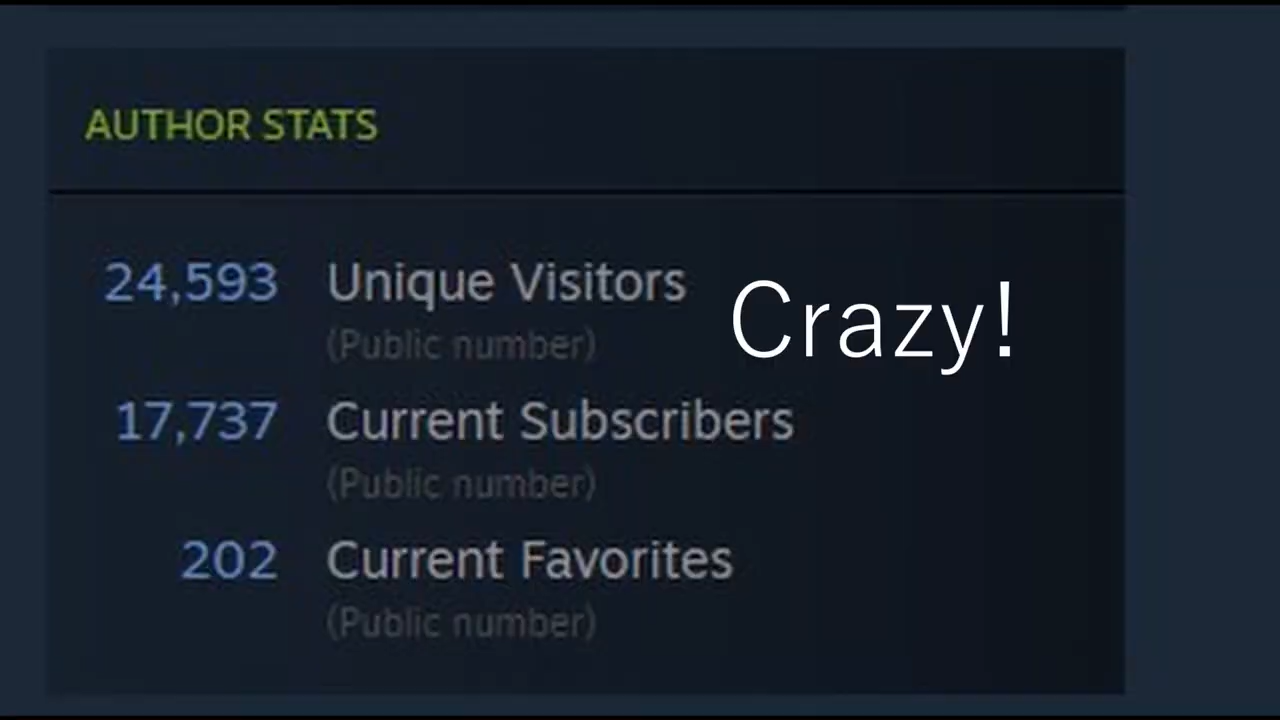 AUTHOR STATS
24,593 Unique Visitors
(Public number)
Crazy!
17,737 Current Subscribers
(Public number)
202 Current Favorites
(Public number)